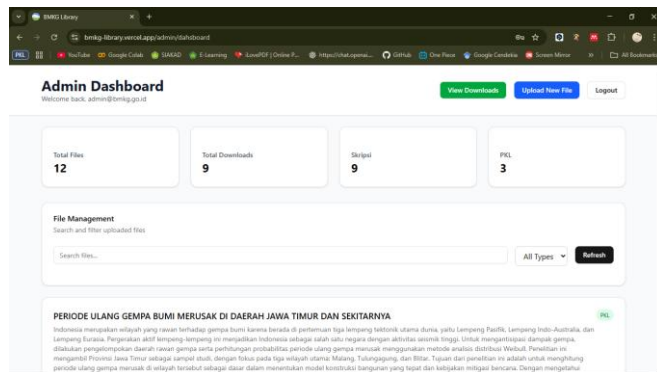 BMKG Library
bmkg-library.vercel.app/admin/dahsboard
PKL YouTube Google Colab SIAKAD E-Learning iLovePDF | Online P... https://chat.openai... GitHub One Piece Google Cendekia Screen Mirror All Bookmarks
Admin Dashboard
Welcome back, admin@bmkg.go.id
View Downloads Upload New File Logout
Total Files Total Downloads Skripsi PKL
12 9 9 3
File Management
Search and filter uploaded files
Search files... All Types Refresh
PERIODE ULANG GEMPA BUMI MERUSAK DI DAERAH JAWA TIMUR DAN SEKITARNYA PKL
Indonesia merupakan wilayah yang rawan terhadap gempa bumi karena berada di pertemuan tiga lempeng tektonik utama dunia, yaitu Lempeng Pasifik, Lempeng Indo-Australia, dan
Lempeng Eurasia. Pergerakan aktif lempeng-lempeng ini menjadikan Indonesia sebagai salah satu negara dengan aktivitas seismik tinggi. Untuk mengantisipasi dampak gempa,
dilakukan pengelompokan daerah rawan gempa serta perhitungan probabilitas periode ulang gempa merusak menggunakan metode analisis distribusi Weibull. Penelitian ini
mengambil Provinsi Jawa Timur sebagai sampel studi, dengan fokus pada tiga wilayah utama: Malang, Tulungagung, dan Blitar. Tujuan dari penelitian ini adalah untuk menghitung
periode ulang gempa merusak di wilayah tersebut sebagai dasar dalam menentukan model konstruksi bangunan yang tepat dan kebijakan mitigasi bencana. Dengan mengetahui